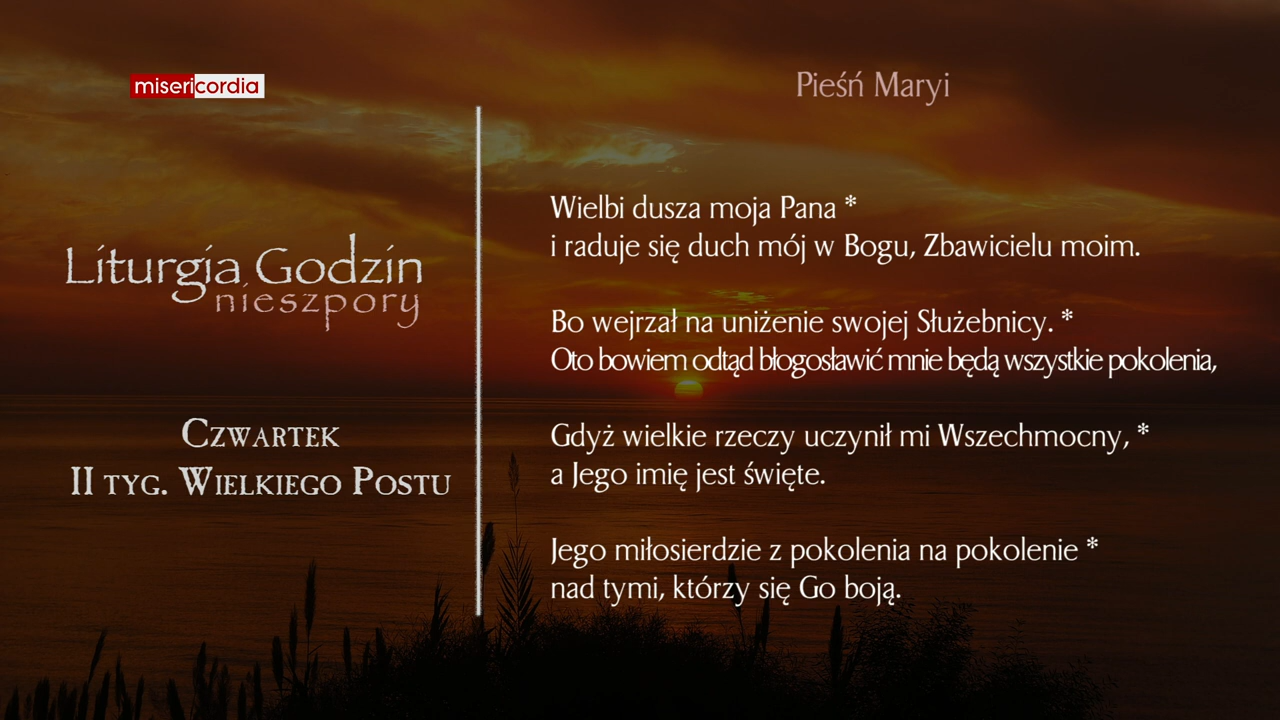 misericordia
Liturgia Godzin
nieszpory
Czwartek
II tyg. Wielkiego Postu
Pieśń Maryi
Wielbi dusza moja Pana *
i raduje się duch mój w Bogu, Zbawicielu moim.
Bo wejrzał na uniżenie swojej Służebnicy. *
Oto bowiem odtąd błogosławić mnie będą wszystkie pokolenia,
Gdyż wielkie rzeczy uczynił mi Wszechmocny, *
a Jego imię jest święte.
Jego miłosierdzie z pokolenia na pokolenie *
nad tymi, którzy się Go boją.